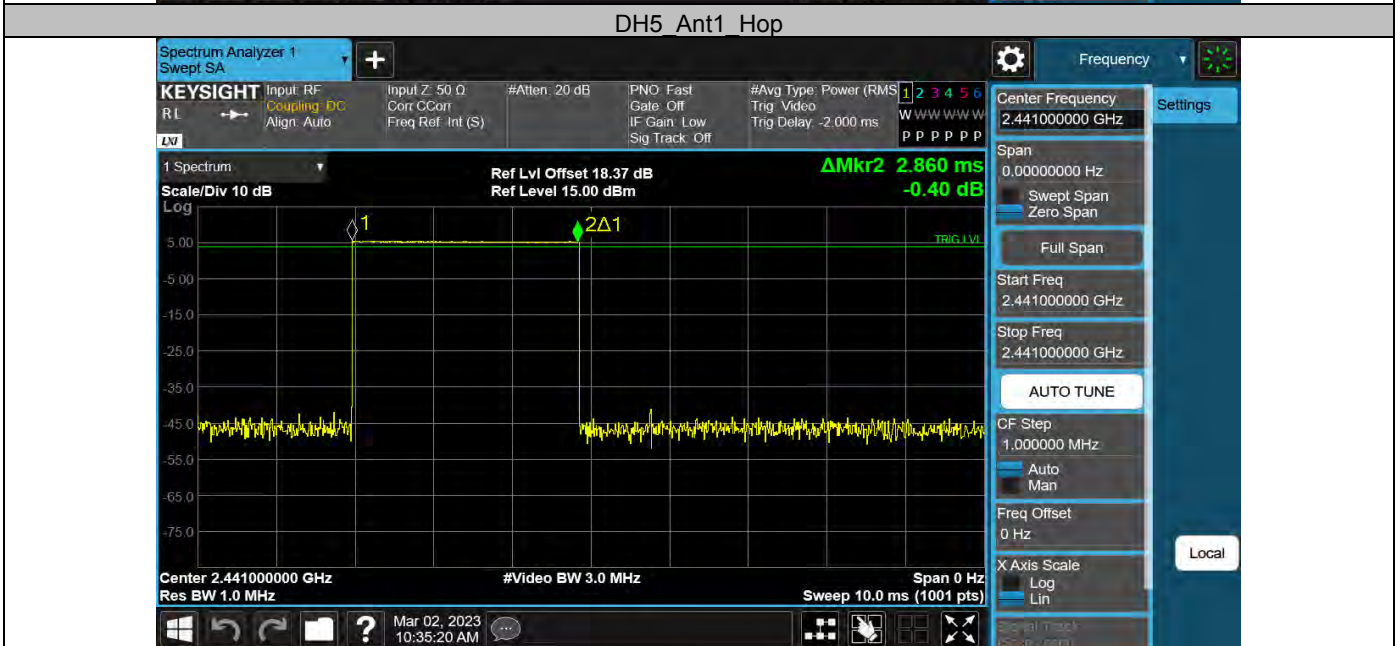 DH5_Ant1_Hop
Spectrum Analyzer 1
Swept SA
Frequency
KEYSIGHT
RL
LXI
Input: RF
Coupling: DC
Align: Auto
Input Z: 50 Ω
Corr CCorr
Freq Ref: Int (S)
#Atten: 20 dB
PNO: Fast
Gate: Off
IF Gain: Low
Sig Track: Off
#Avg Type: Power (RMS
Trig: Video
Trig Delay: -2.000 ms
1 2 3 4 5 6
W W W W W W
P P P P P P
1 Spectrum
Scale/Div 10 dB
Ref Lvl Offset 18.37 dB
Ref Level 15.00 dBm
ΔMkr2 2.860 ms
-0.40 dB
Log
1
2Δ1
TRIG LVL
5.00
-5.00
-15.0
-25.0
-35.0
-45.0
-55.0
-65.0
-75.0
Center 2.441000000 GHz
Res BW 1.0 MHz
#Video BW 3.0 MHz
Span 0 Hz
Sweep 10.0 ms (1001 pts)
Center Frequency
2.441000000 GHz
Settings
Span
0.00000000 Hz
Swept Span
Zero Span
Full Span
Start Freq
2.441000000 GHz
Stop Freq
2.441000000 GHz
AUTO TUNE
CF Step
1.000000 MHz
Auto
Man
Freq Offset
0 Hz
X Axis Scale
Log
Lin
Signal Track
Local
?
Mar 02, 2023
10:35:20 AM